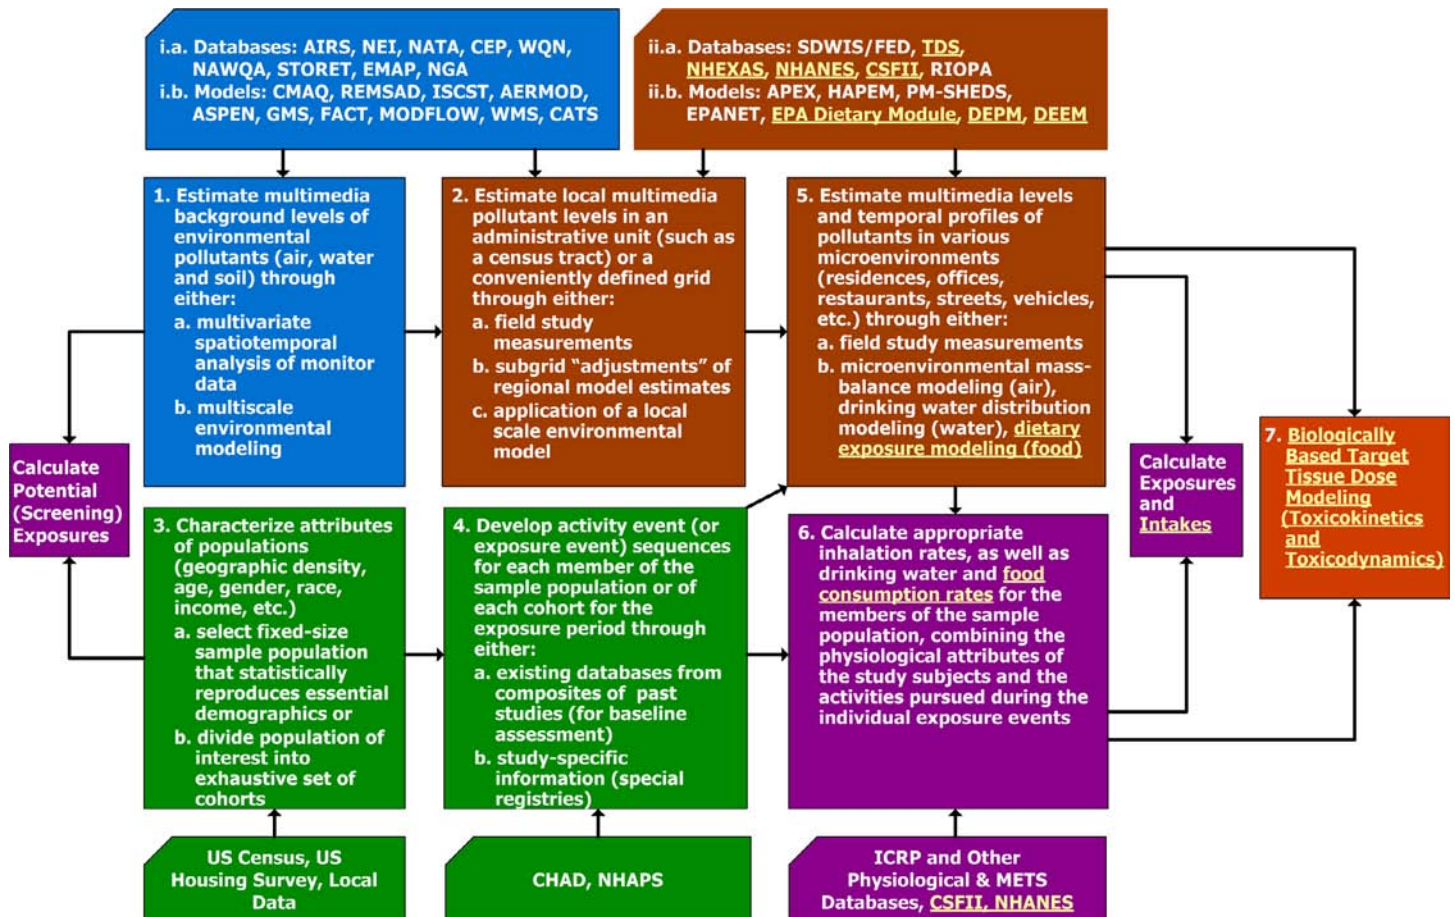 i.a. Databases: AIRS, NEI, NATA, CEP, WQN,
NAWQA, STORET, EMAP, NGA
i.b. Models: CMAQ, REMSAD, ISCST, AERMOD,
ASPEN, GMS, FACT, MODFLOW, WMS, CATS
ii.a. Databases: SDWIS/FED, TDS,
NHEXAS, NHANES, CSFII, RIOPA
ii.b. Models: APEX, HAPEM, PM-SHEDS,
EPANET, EPA Dietary Module, DEPM, DEEM
1. Estimate multimedia
background levels of
environmental
pollutants (air, water
and soil) through
either:
a. multivariate
spatiotemporal
analysis of monitor
data
b. multiscale
environmental
modeling
2. Estimate local multimedia
pollutant levels in an
administrative unit (such as
a census tract) or a
conveniently defined grid
through either:
a. field study
measurements
b. subgrid “adjustments” of
regional model estimates
c. application of a local
scale environmental
model
5. Estimate multimedia levels
and temporal profiles of
pollutants in various
microenvironments
(residences, offices,
restaurants, streets, vehicles,
etc.) through either:
a. field study measurements
b. microenvironmental mass-
balance modeling (air),
drinking water distribution
modeling (water), dietary
exposure modeling (food)
Calculate
Potential
(Screening)
Exposures
Calculate
Exposures
and
Intakes
7. Biologically
Based Target
Tissue Dose
Modeling
(Toxicokinetics
and
Toxicodynamics)
3. Characterize attributes
of populations
(geographic density,
age, gender, race,
income, etc.)
a. select fixed-size
sample population
that statistically
reproduces essential
demographics or
b. divide population of
interest into
exhaustive set of
cohorts
4. Develop activity event (or
exposure event) sequences
for each member of the
sample population or of
each cohort for the
exposure period through
either:
a. existing databases from
composites of past
studies (for baseline
assessment)
b. study-specific
information (special
registries)
6. Calculate appropriate
inhalation rates, as well as
drinking water and food
consumption rates for the
members of the sample
population, combining the
physiological attributes of
the study subjects and the
activities pursued during the
individual exposure events
US Census, US
Housing Survey, Local
Data
CHAD, NHAPS
ICRP and Other
Physiological & METS
Databases, CSFII, NHANES